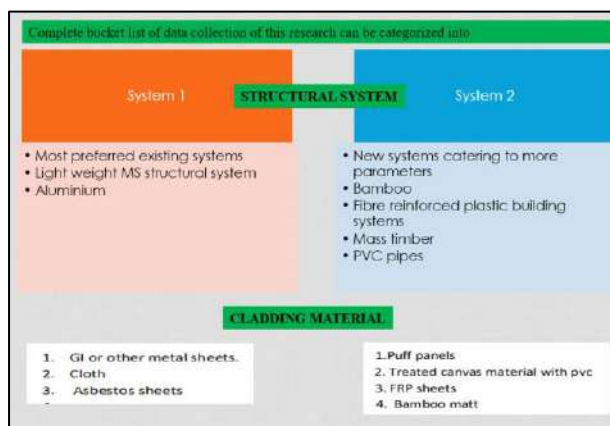 Complete bucket list of data collection of this research can be categorized into
System 1
STRUCTURAL SYSTEM
System 2
• Most preferred existing systems
• Light weight MS structural system
• Aluminium
• New systems catering to more
parameters
• Bamboo
• Fibre reinforced plastic building
systems
• Mass timber
• PVC pipes
CLADDING MATERIAL
1. GI or other metal sheets.
2. Cloth
3. Asbestos sheets
1.Puff panels
2. Treated canvas material with pvc
3. FRP sheets
4. Bamboo matt